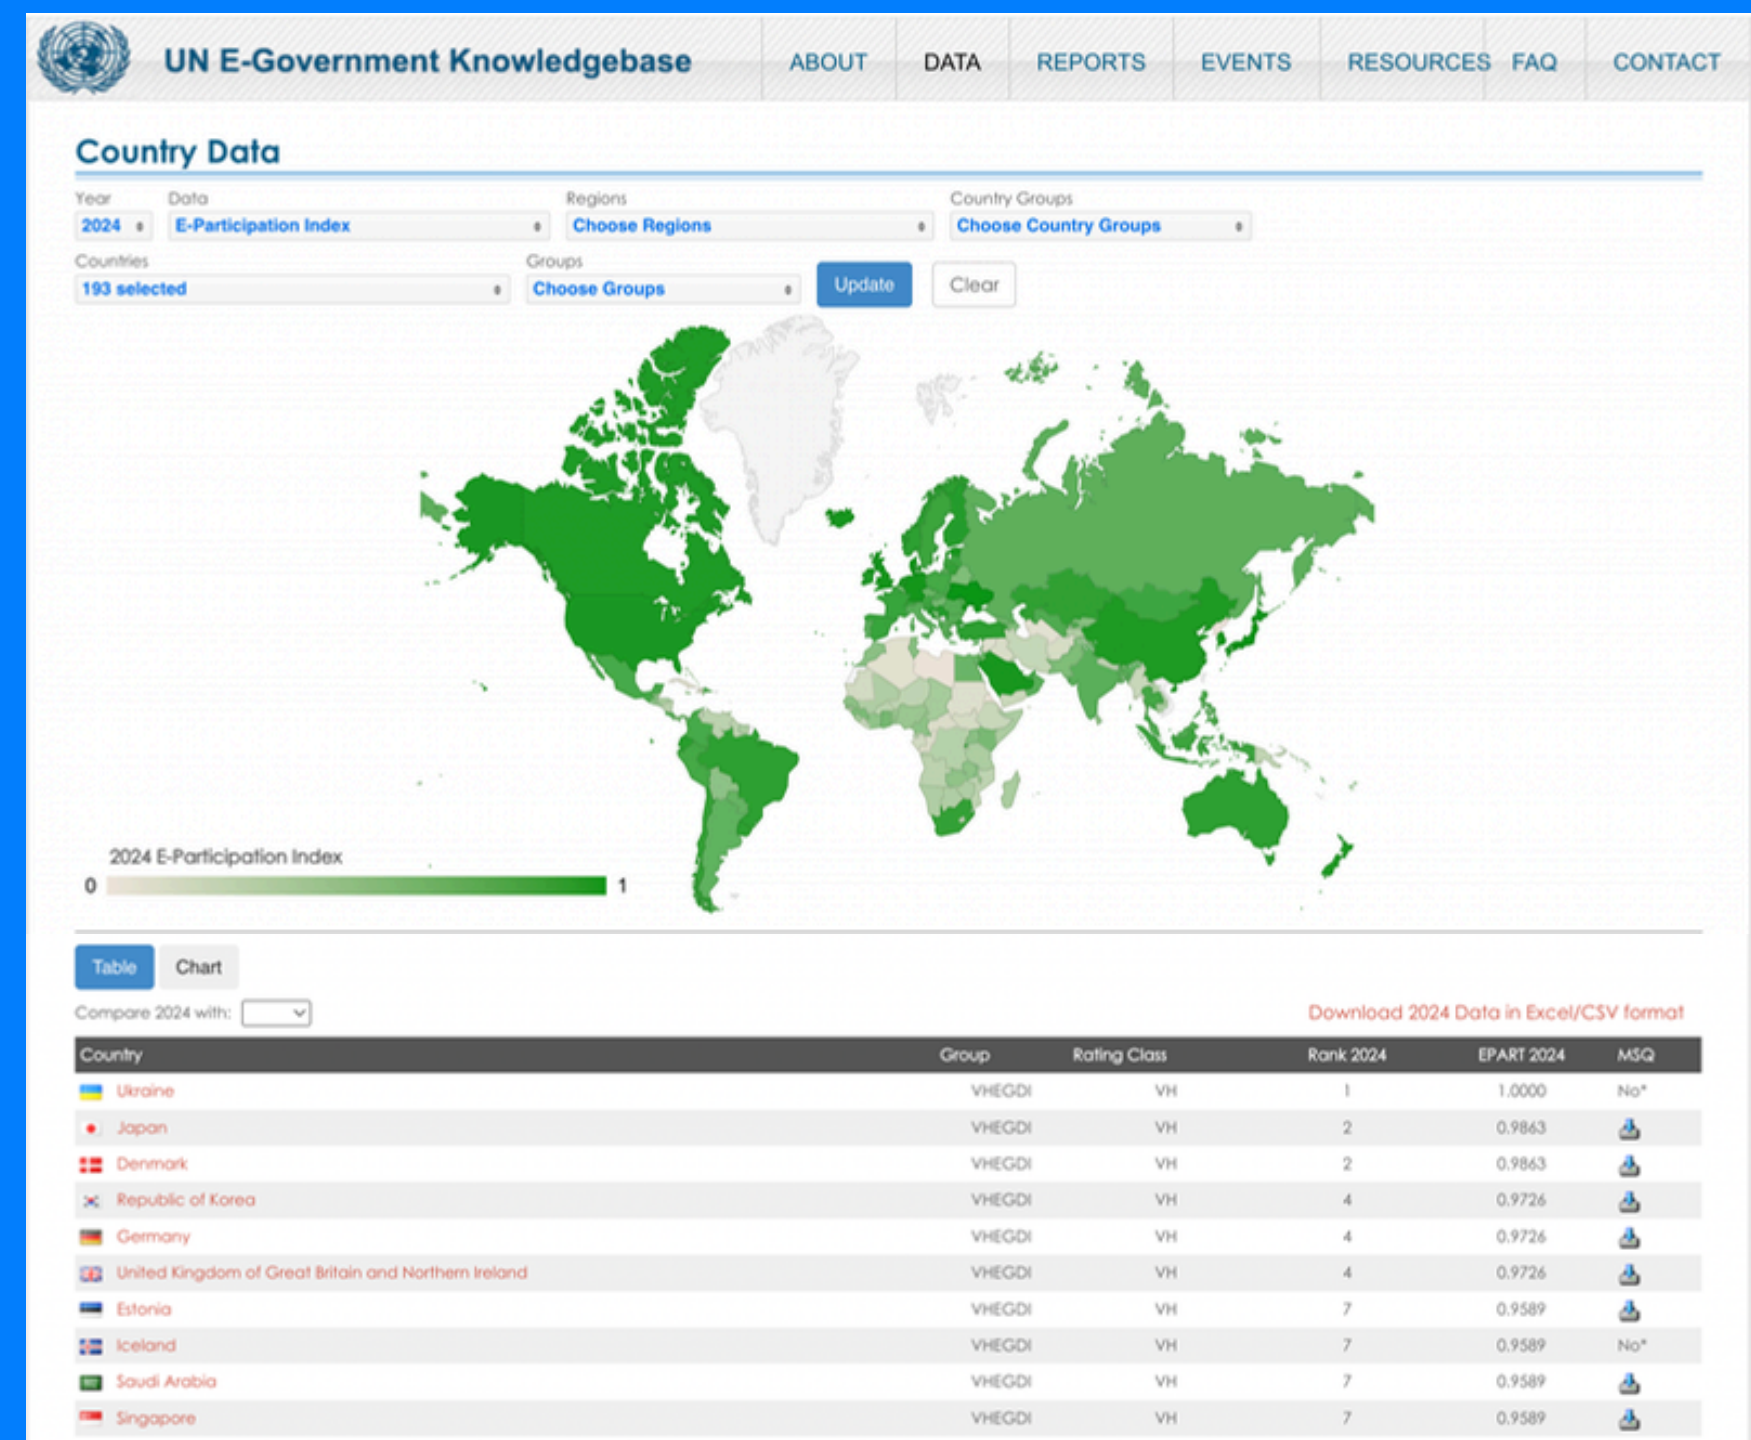 UN E-Government Knowledgebase ABOUT DATA REPORTS EVENTS RESOURCES FAQ CONTACT
Country Data
Year Data Regions Country Groups
2024 E-Participation Index Choose Regions Choose Country Groups
Countries Groups
193 selected Choose Groups Update Clear
2024 E-Participation Index
0 1
Table Chart
Compare 2024 with: Download 2024 Data in Excel/CSV format
Country Group Rating Class Rank 2024 EPART 2024 MSQ
Ukraine VHEGDI VH 1 1.0000 No*
Japan VHEGDI VH 2 0.9863
Denmark VHEGDI VH 2 0.9863
Republic of Korea VHEGDI VH 4 0.9726
Germany VHEGDI VH 4 0.9726
United Kingdom of Great Britain and Northern Ireland VHEGDI VH 4 0.9726
Estonia VHEGDI VH 7 0.9589
Iceland VHEGDI VH 7 0.9589 No*
Saudi Arabia VHEGDI VH 7 0.9589
Singapore VHEGDI VH 7 0.9589